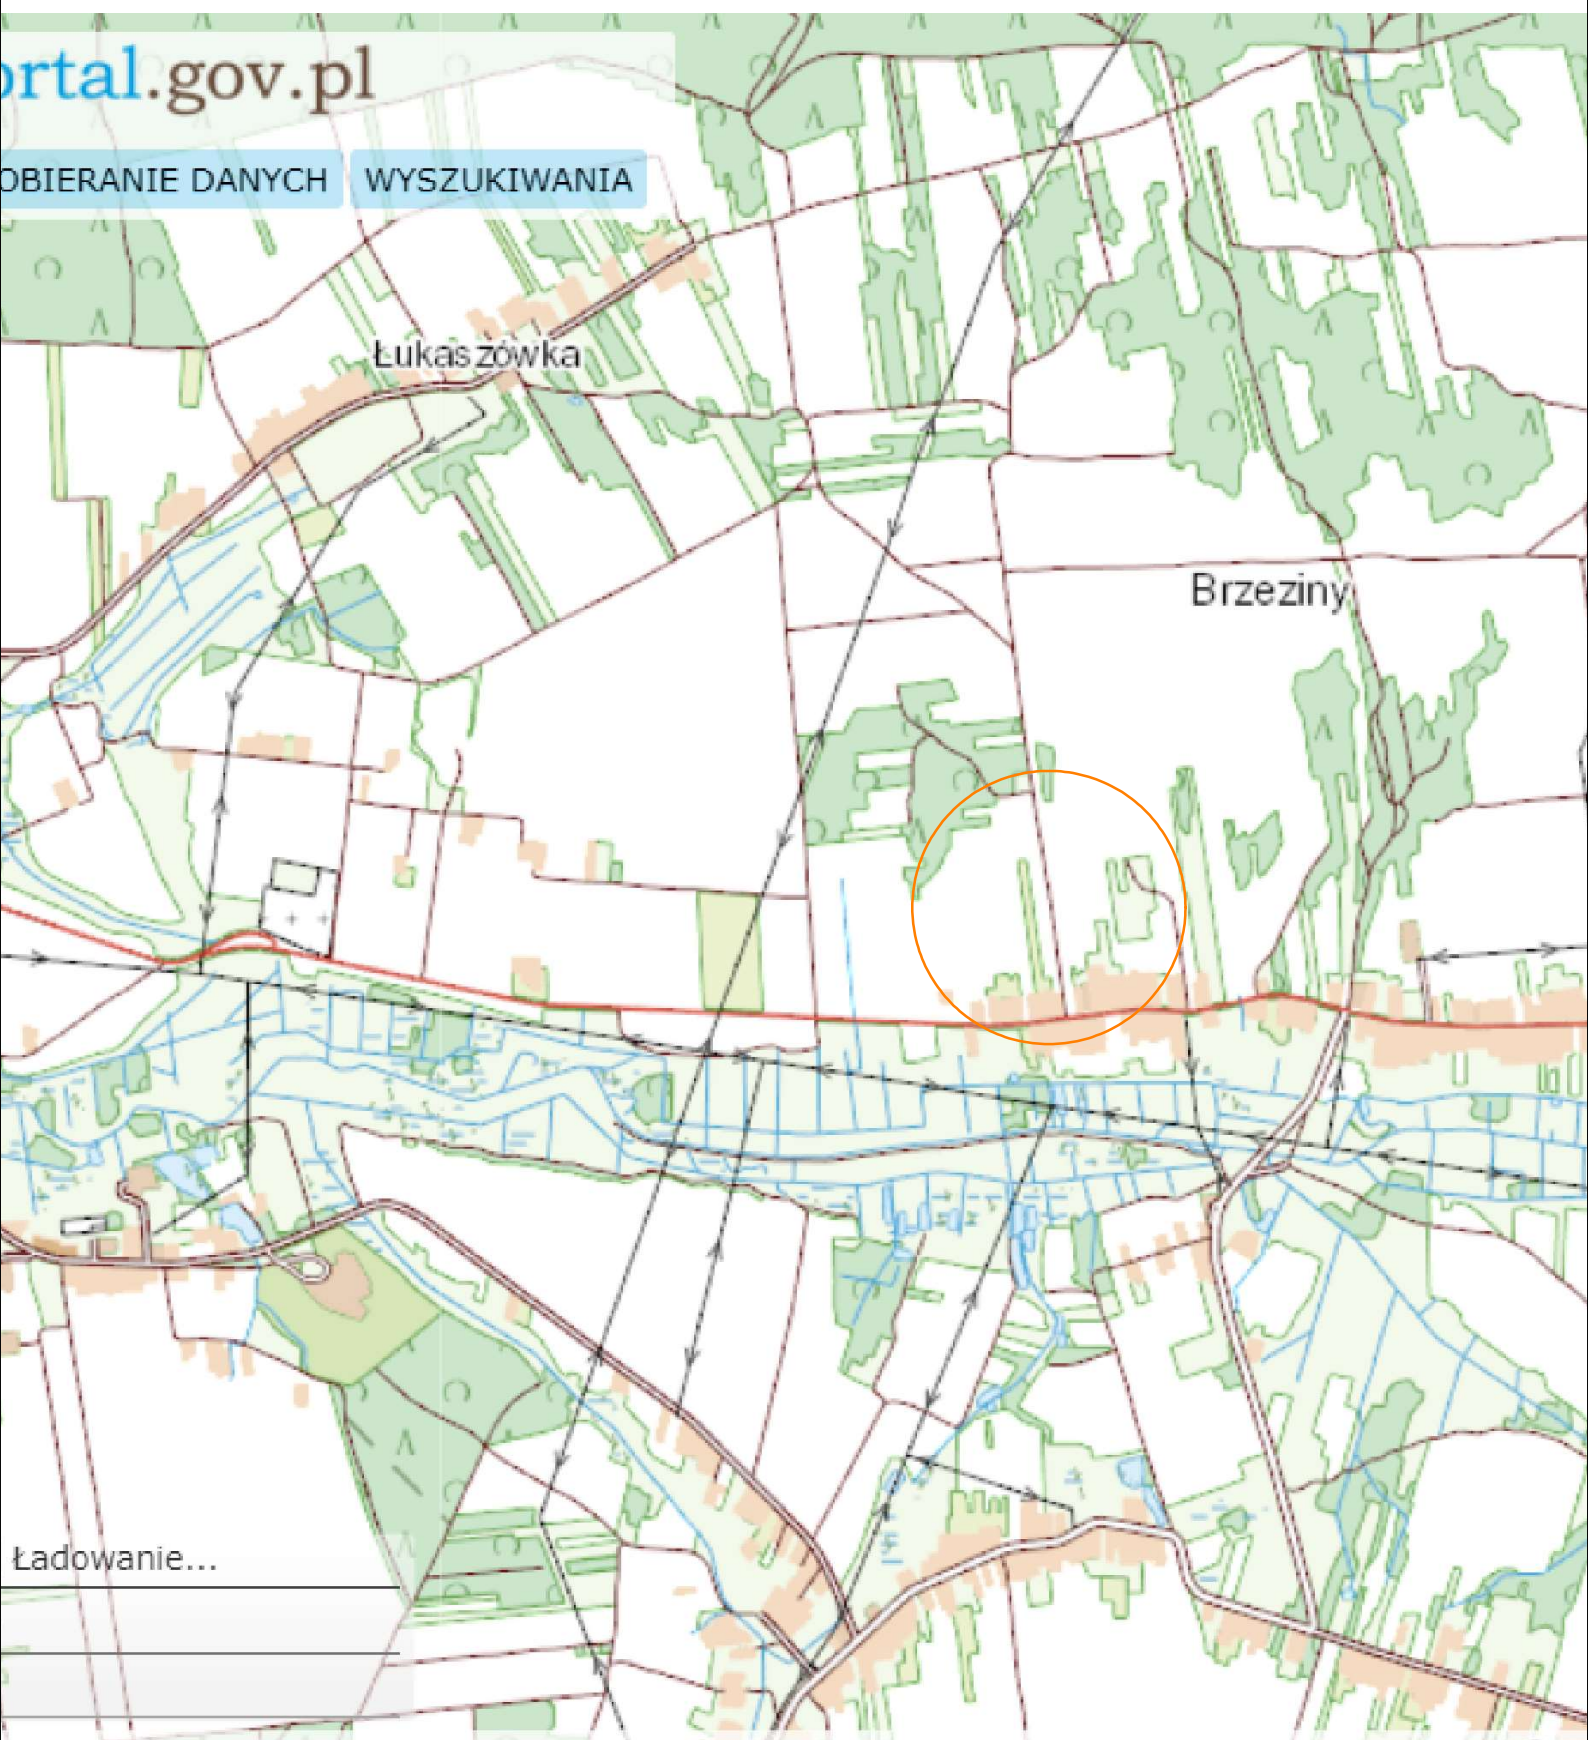 ortal.gov.pl
OBIERANIE DANYCH WYSZUKIWANIA
Łukaszówka
Brzeziny
Ładowanie...